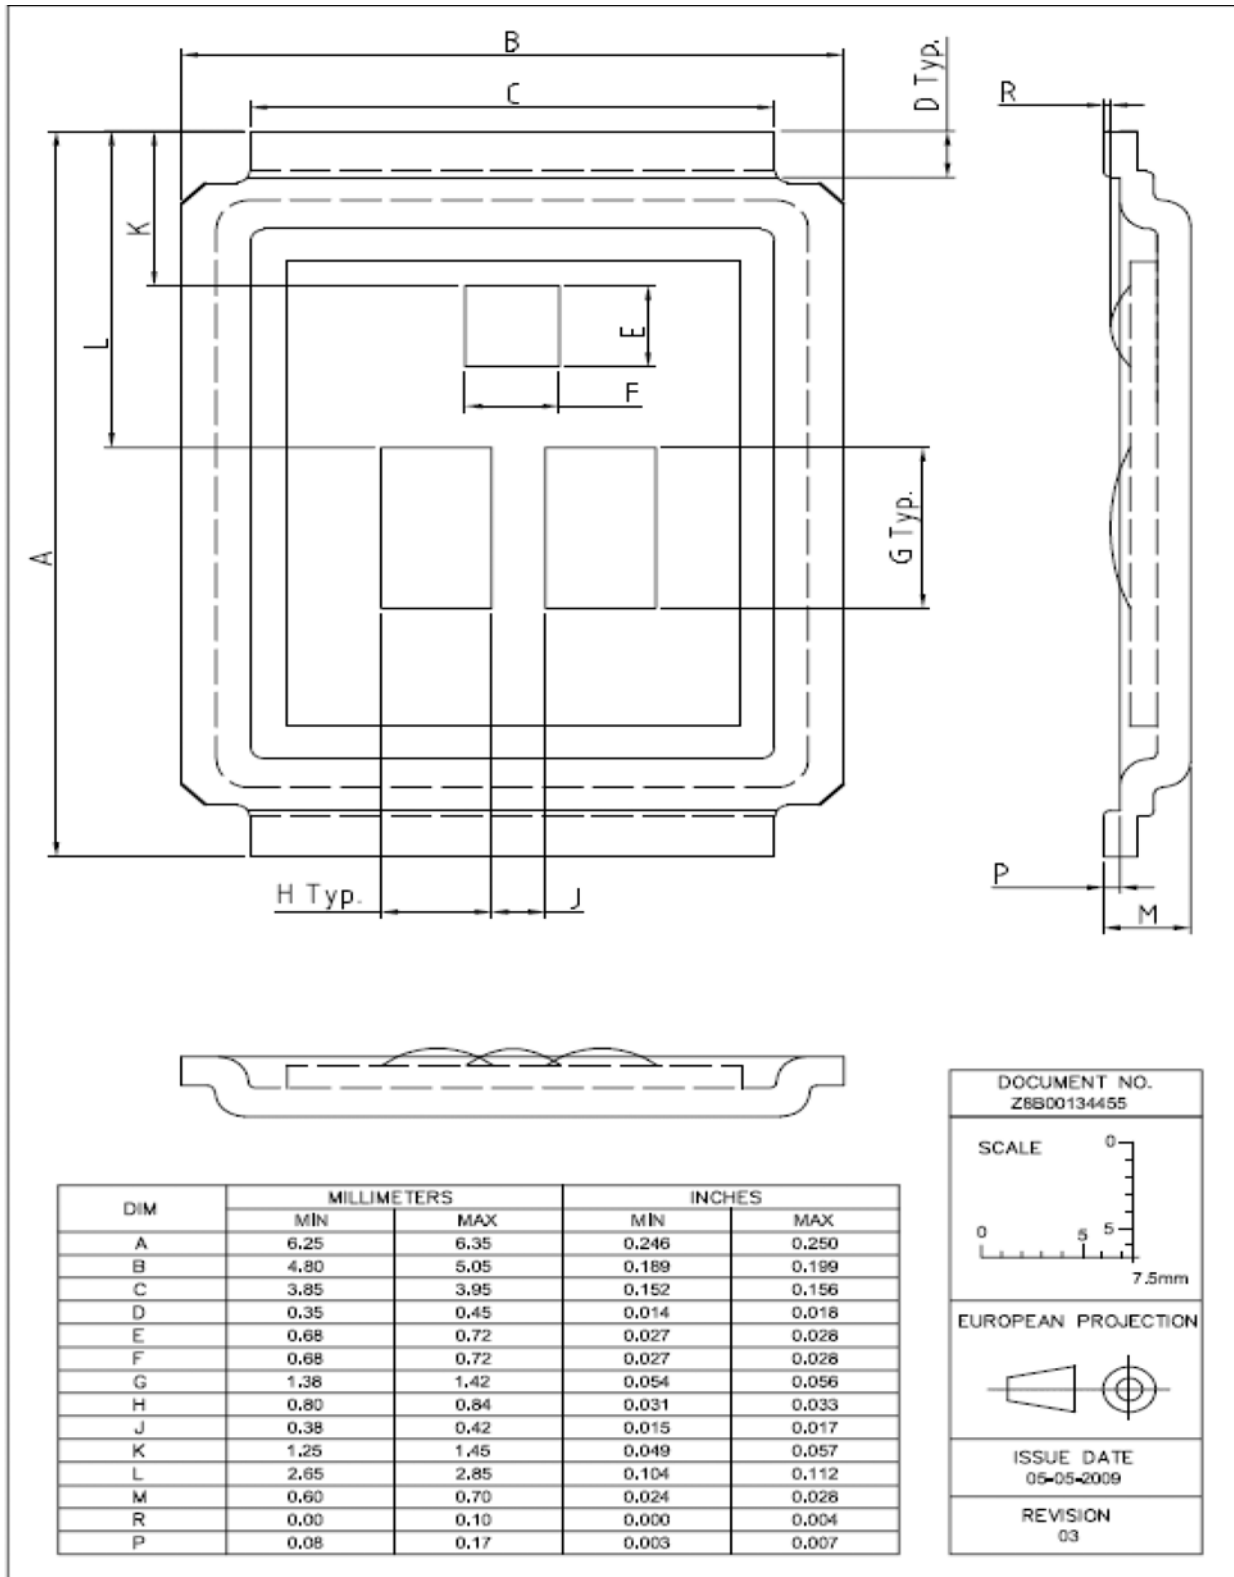 B
C
D Typ.
R
K
E
L
F
A
G Typ.
H Typ.
J
P
M
DOCUMENT NO.
Z8B00134455
SCALE
0
0 5 5
7.5mm
EUROPEAN PROJECTION
ISSUE DATE
05-05-2009
REVISION
03
DIM MILLIMETERS INCHES
MIN MAX MIN MAX
A 6.25 6.35 0.246 0.250
B 4.80 5.05 0.189 0.199
C 3.85 3.95 0.152 0.156
D 0.35 0.45 0.014 0.018
E 0.68 0.72 0.027 0.028
F 0.68 0.72 0.027 0.028
G 1.38 1.42 0.054 0.056
H 0.80 0.84 0.031 0.033
J 0.38 0.42 0.015 0.017
K 1.25 1.45 0.049 0.057
L 2.65 2.85 0.104 0.112
M 0.60 0.70 0.024 0.028
R 0.00 0.10 0.000 0.004
P 0.08 0.17 0.003 0.007